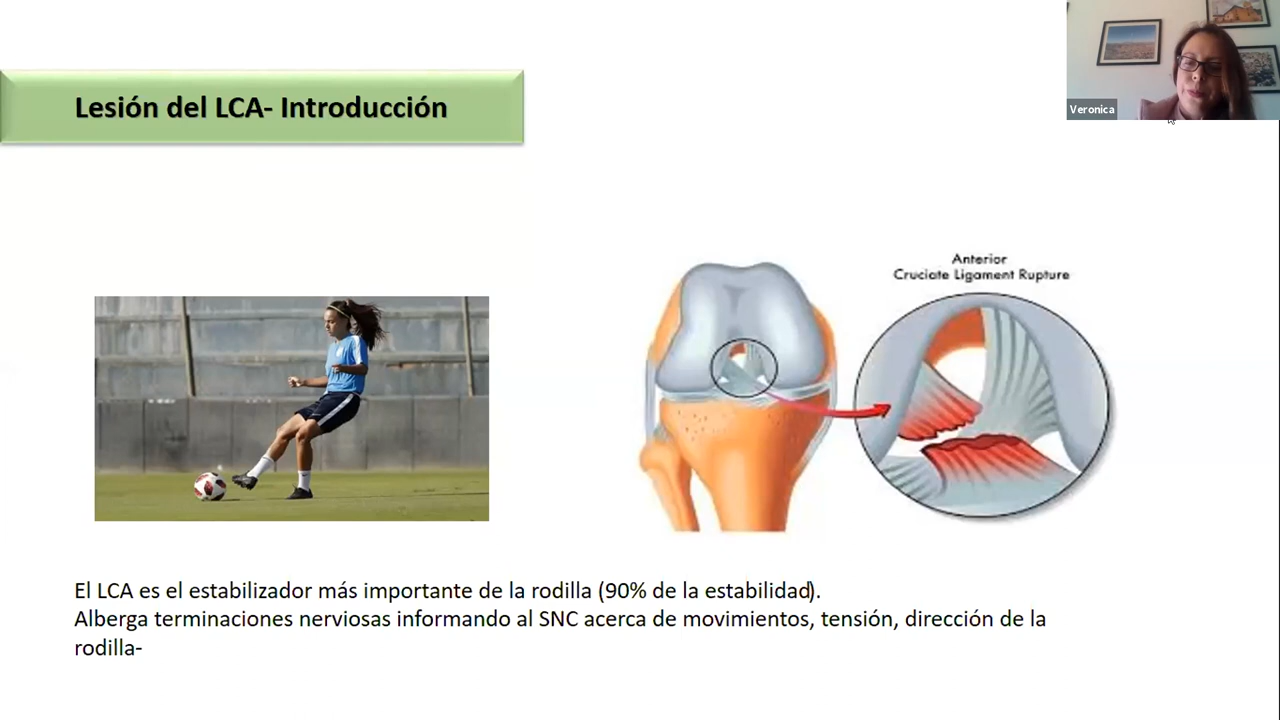 Veronica
Lesión del LCA- Introducción
Anterior
Cruciate Ligament Rupture
El LCA es el estabilizador más importante de la rodilla (90% de la estabilidad).
Alberga terminaciones nerviosas informando al SNC acerca de movimientos, tensión, dirección de la
rodilla-